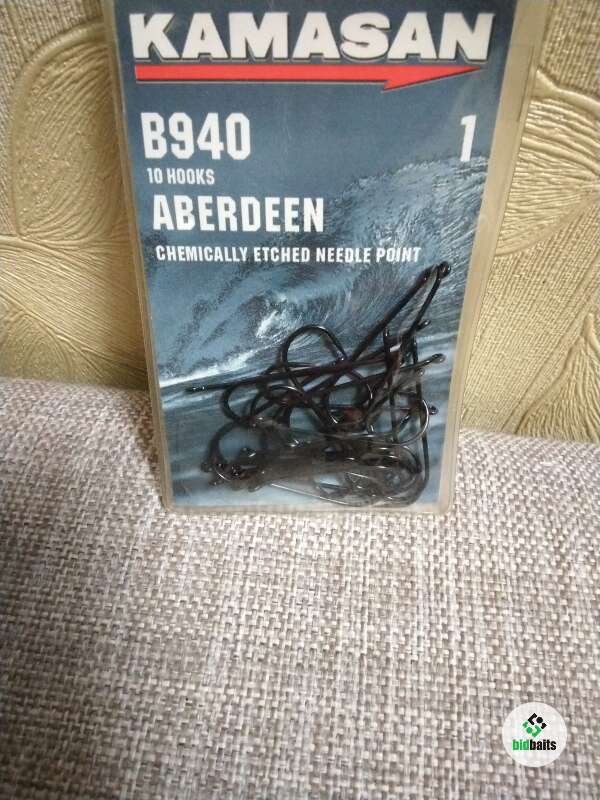 KAMASAN
B940
1
10 HOOKS
ABERDEEN
CHEMICALLY ETCHED NEEDLE POINT
bidbaits